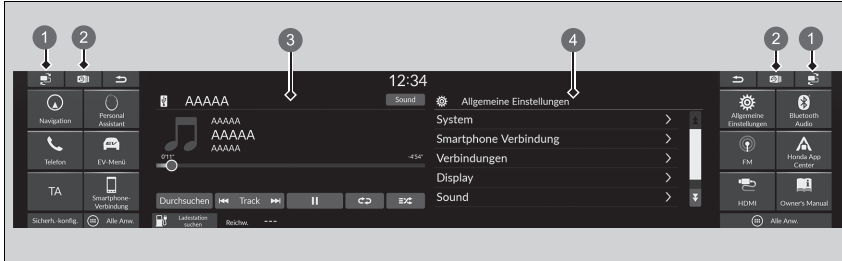 1
2
3
4
2
1
12:34
Navigation
Personal
Assistant
Telefon
EV-Menü
TA
Smartphone-
Verbindung
Sicherh.-konfig.
Alle Anw.
AAAAA
Sound
AAAAA
AAAAA
AAAAA
0'11"
-4'54"
Durchsuchen
Track
Ladestation
suchen
Reichw.
---
Allgemeine Einstellungen
System
Smartphone Verbindung
Verbindungen
Display
Sound
Allgemeine
Einstellungen
Bluetooth
Audio
FM
Honda App
Center
HDMI
Owner's Manual
Alle Anw.